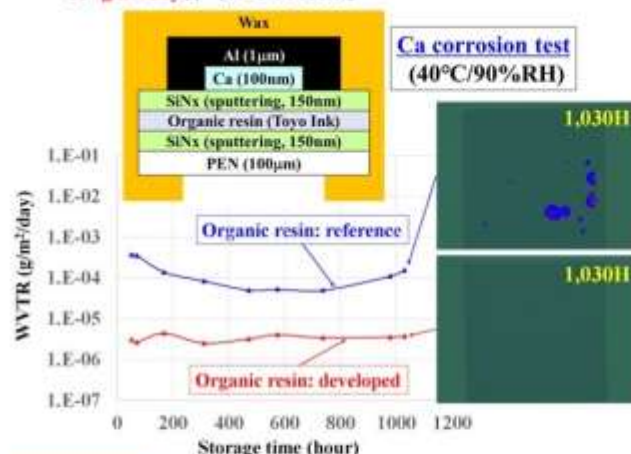 Wax
Al (1μm)
Ca (100nm)
SiNx (sputtering, 150nm)
Organic resin (Toyo Ink)
SiNx (sputtering, 150nm)
PEN (100μm)
Ca corrosion test
(40°C/90%RH)
1,030H
1,030H
WVTR (g/m²/day)
1.E-01
1.E-02
1.E-03
1.E-04
1.E-05
1.E-06
1.E-07
Organic resin: reference
Organic resin: developed
0 200 400 600 800 1000 1200
Storage time (hour)